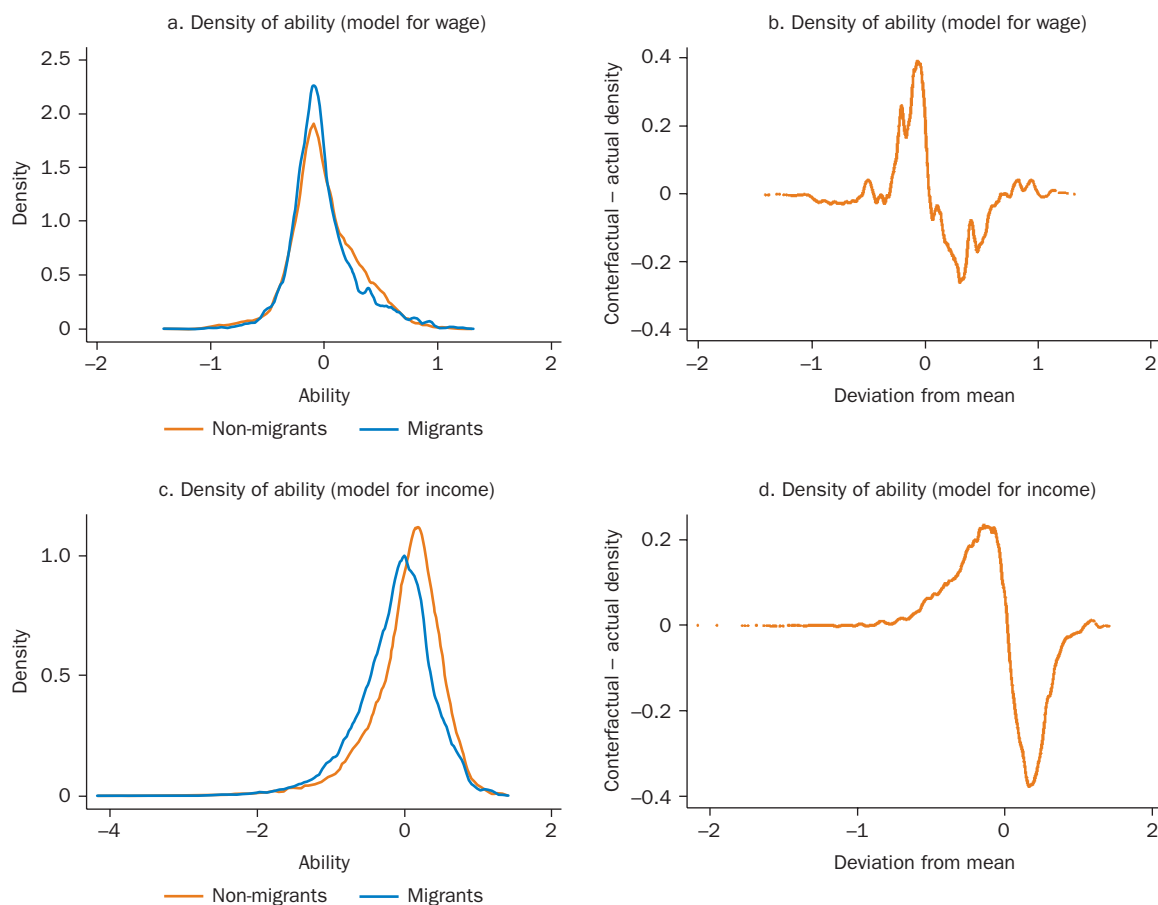 a. Density of ability (model for wage)
Density
2.5
2.0
1.5
1.0
0.5
0
−2
−1
0
1
2
Ability
Non-migrants
Migrants
b. Density of ability (model for wage)
Conterfactual − actual density
0.4
0.2
0
−0.2
−0.4
−2
−1
0
1
2
Deviation from mean
c. Density of ability (model for income)
Density
1.0
0.5
0
−4
−2
0
2
Ability
Non-migrants
Migrants
d. Density of ability (model for income)
Conterfactual − actual density
0.2
0
−0.2
−0.4
−2
−1
0
2
Deviation from mean